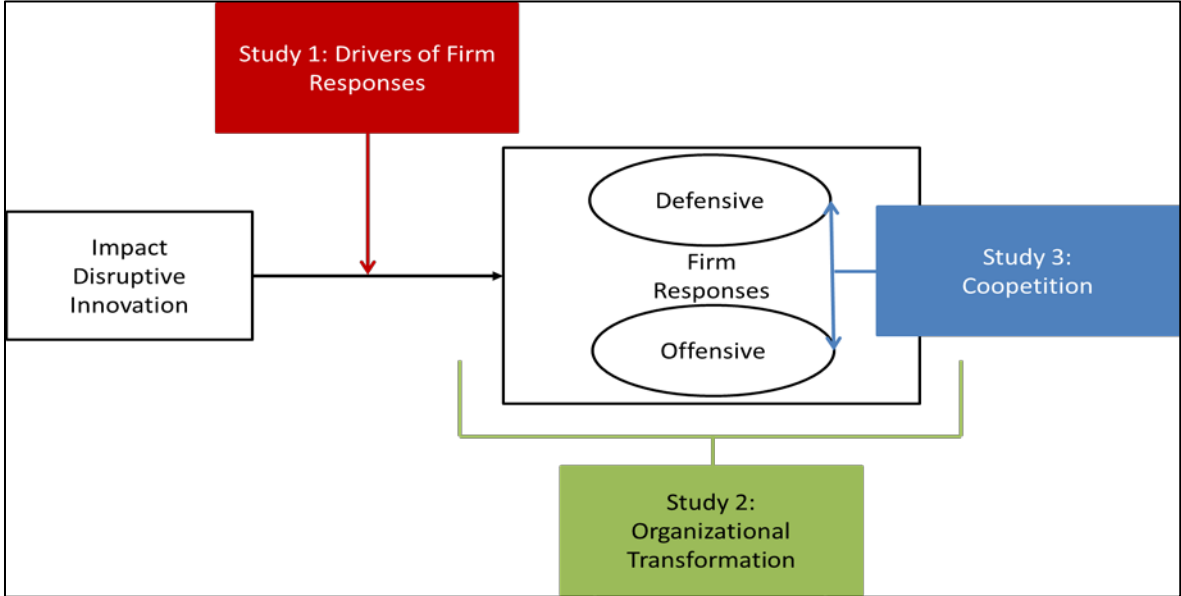 Study 1: Drivers of Firm
Responses
Defensive
Impact
Disruptive
Innovation
Firm
Responses
Study 3:
Coopetition
Offensive
Study 2:
Organizational
Transformation